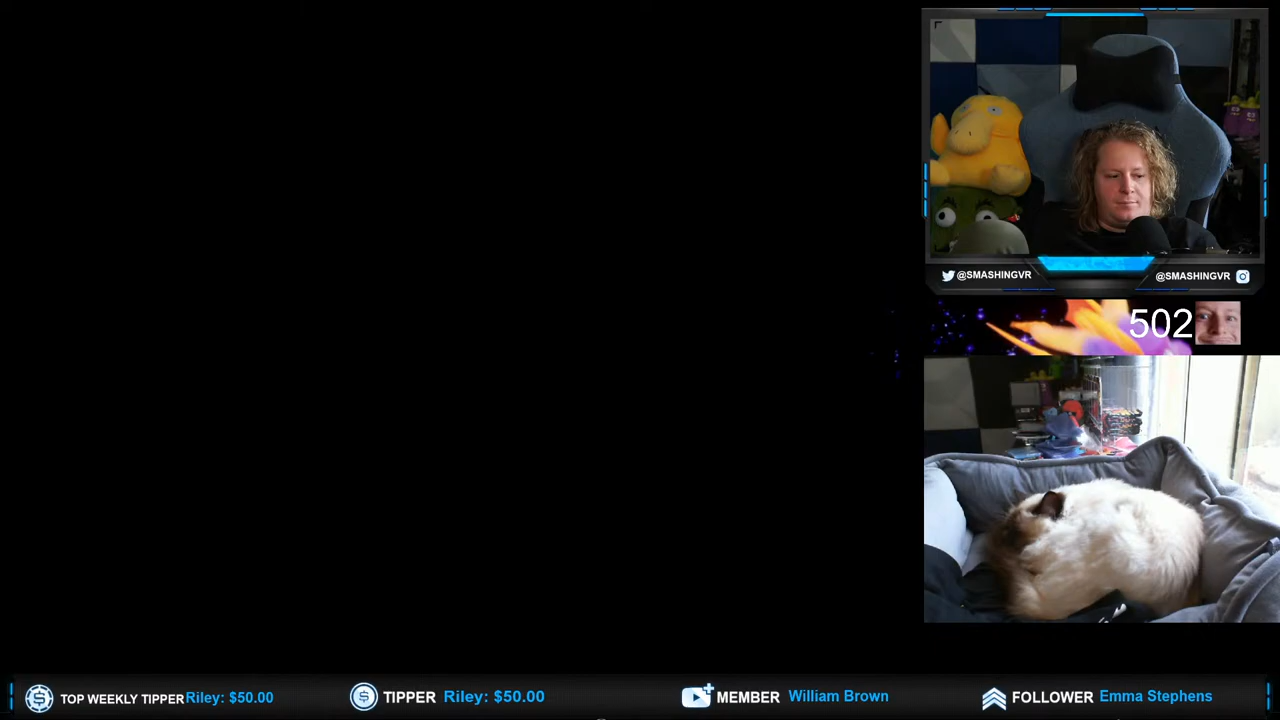 @SMASHINGVR @SMASHINGVR
502
TOP WEEKLY TIPPER Riley: $50.00 TIPPER Riley: $50.00 MEMBER William Brown FOLLOWER Emma Stephens